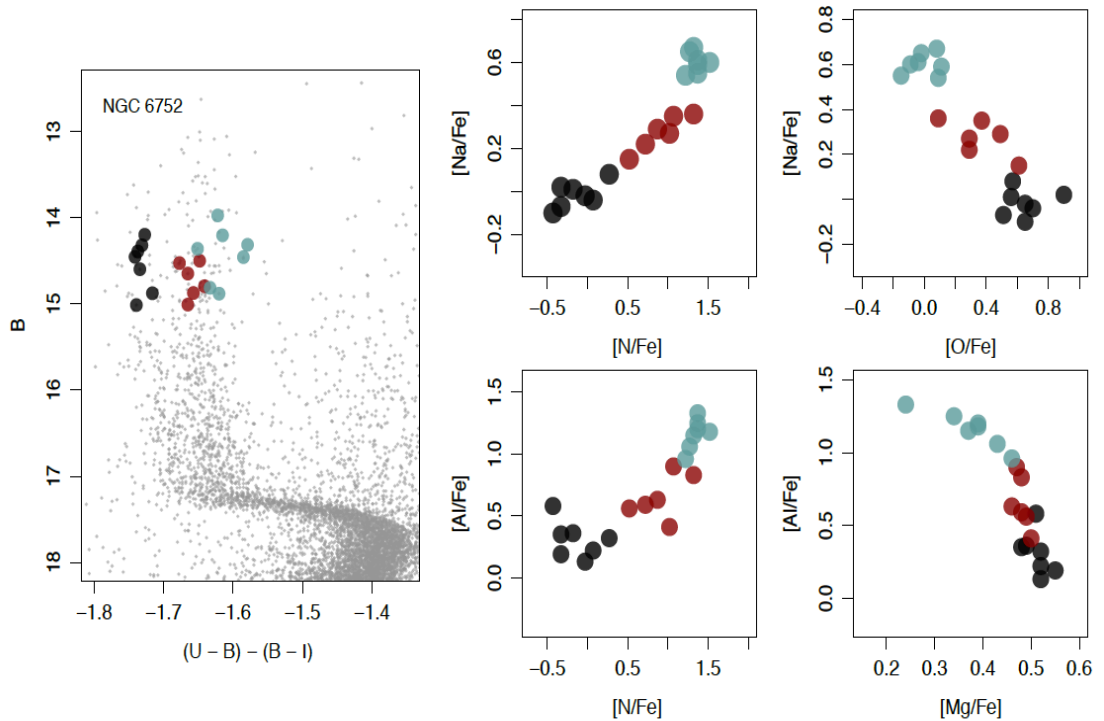 NGC 6752
B
13
14
15
16
17
18
−1.8 −1.7 −1.6 −1.5 −1.4
(U − B) − (B − I)
[Na/Fe]
−0.2 0.2 0.6
−0.5 0.5 1.5
[N/Fe]
[Na/Fe]
−0.2 0.0 0.2 0.4 0.6 0.8
−0.4 0.0 0.4 0.8
[O/Fe]
[Al/Fe]
0.0 0.5 1.0 1.5
−0.5 0.5 1.5
[N/Fe]
[Al/Fe]
0.0 0.5 1.0 1.5
0.2 0.3 0.4 0.5 0.6
[Mg/Fe]